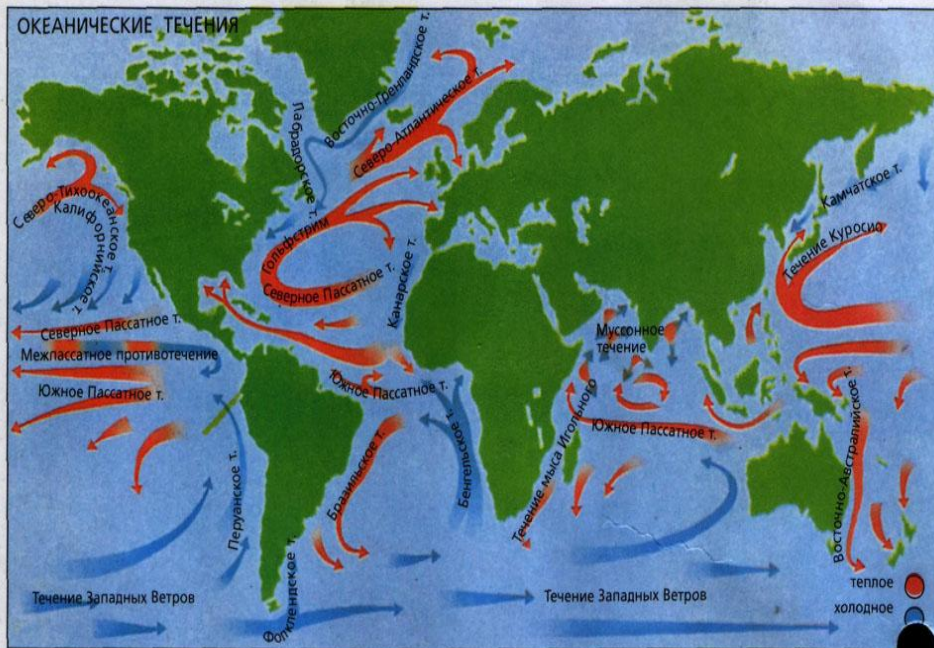 ОКЕАНИЧЕСКИЕ ТЕЧЕНИЯ
Восточно-Гренландское т.
Лабрадорское т.
Северо-Атлантическое т.
Северо-Тихоокеанское т.
Калифорнийское т.
Гольфстрим
Северное Пассатное т.
Канарское т.
Камчатское т.
Течение Куросио
Северное Пассатное т.
Межпассатное противотечение
Южное Пассатное т.
Южное Пассатное т.
Муссонное
течение
Южное Пассатное т.
Перуанское т.
Бразильское т.
Бенгельское т.
Течение мыса Игольного
Восточно-Австралийское т.
Фолклендское т.
Течение Западных Ветров
Течение Западных Ветров
теплое
холодное